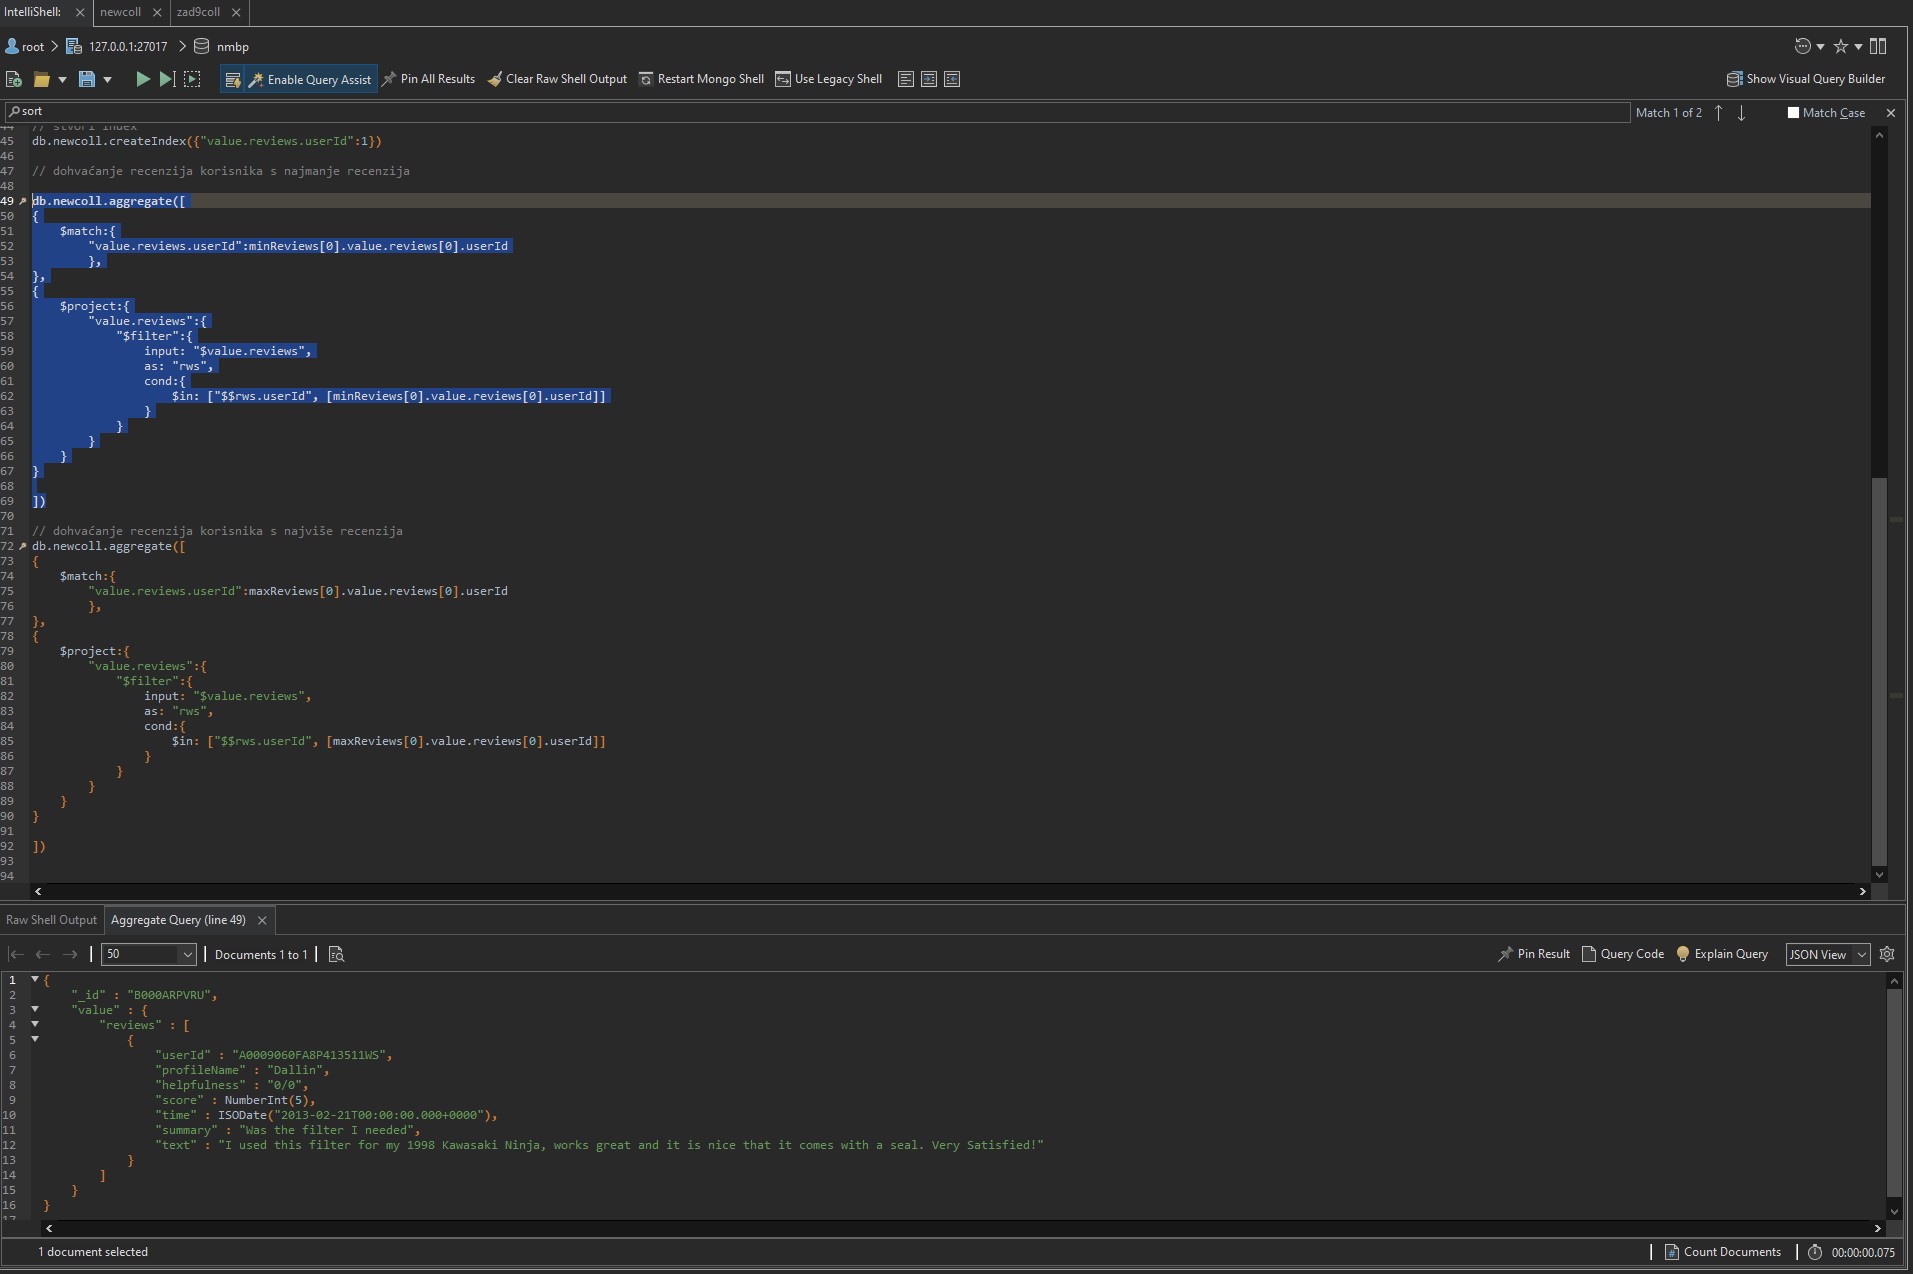 IntelliShell:
newcoll
zad9coll
root
127.0.0.1:27017
nmbp
Enable Query Assist
Pin All Results
Clear Raw Shell Output
Restart Mongo Shell
Use Legacy Shell
Show Visual Query Builder
sort
Match 1 of 2
Match Case
44 // stvori index
45 db.newcoll.createIndex({"value.reviews.userId":1})
46
47 // dohvaćanje recenzija korisnika s najmanje recenzija
48
49 db.newcoll.aggregate([
50 {
51 $match:{
52 "value.reviews.userId":minReviews[0].value.reviews[0].userId
53 },
54 },
55 {
56 $project:{
57 "value.reviews":{
58 "$filter":{
59 input: "$value.reviews",
60 as: "rws",
61 cond:{
62 $in: ["$$rws.userId", [minReviews[0].value.reviews[0].userId]]
63 }
64 }
65 }
66 }
67 }
68
69 ])
70
71 // dohvaćanje recenzija korisnika s najviše recenzija
72 db.newcoll.aggregate([
73 {
74 $match:{
75 "value.reviews.userId":maxReviews[0].value.reviews[0].userId
76 },
77 },
78 {
79 $project:{
80 "value.reviews":{
81 "$filter":{
82 input: "$value.reviews",
83 as: "rws",
84 cond:{
85 $in: ["$$rws.userId", [maxReviews[0].value.reviews[0].userId]]
86 }
87 }
88 }
89 }
90 }
91
92 ])
93
94
Raw Shell Output
Aggregate Query (line 49)
50
Documents 1 to 1
Pin Result
Query Code
Explain Query
JSON View
1 {
2 "_id" : "B000ARPVRU",
3 "value" : {
4 "reviews" : [
5 {
6 "userId" : "A0009060FA8P413511WS",
7 "profileName" : "Dallin",
8 "helpfulness" : "0/0",
9 "score" : NumberInt(5),
10 "time" : ISODate("2013-02-21T00:00:00.000+0000"),
11 "summary" : "Was the filter I needed",
12 "text" : "I used this filter for my 1998 Kawasaki Ninja, works great and it is nice that it comes with a seal. Very Satisfied!"
13 }
14 ]
15 }
16 }
17
1 document selected
Count Documents
00:00:00.075